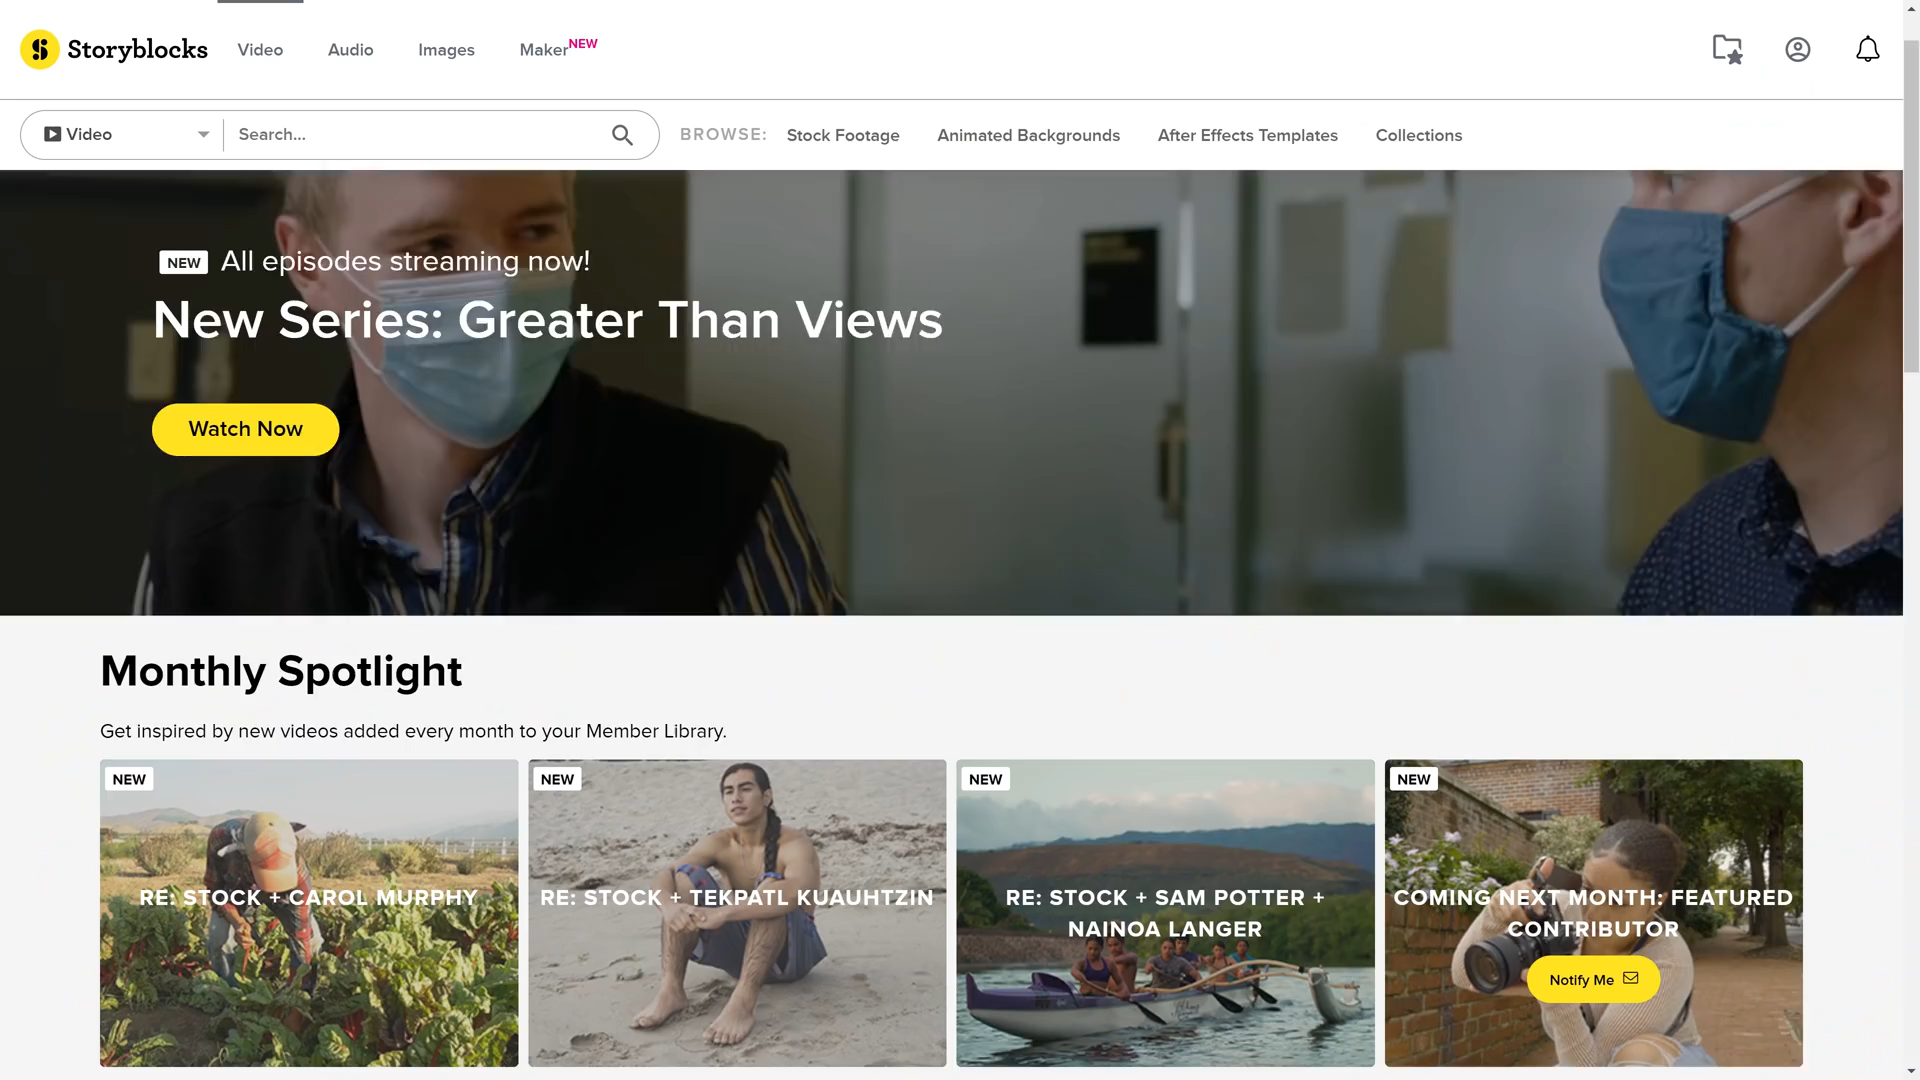 Storyblocks Video Audio Images Maker NEW
Video Search... BROWSE: Stock Footage Animated Backgrounds After Effects Templates Collections
NEW All episodes streaming now!
New Series: Greater Than Views
Watch Now
Monthly Spotlight
Get inspired by new videos added every month to your Member Library.
NEW
RE: STOCK + CAROL MURPHY
NEW
RE: STOCK + TEKPATL KUAUHTZIN
NEW
RE: STOCK + SAM POTTER +
NAINOA LANGER
NEW
COMING NEXT MONTH: FEATURED
CONTRIBUTOR
Notify Me